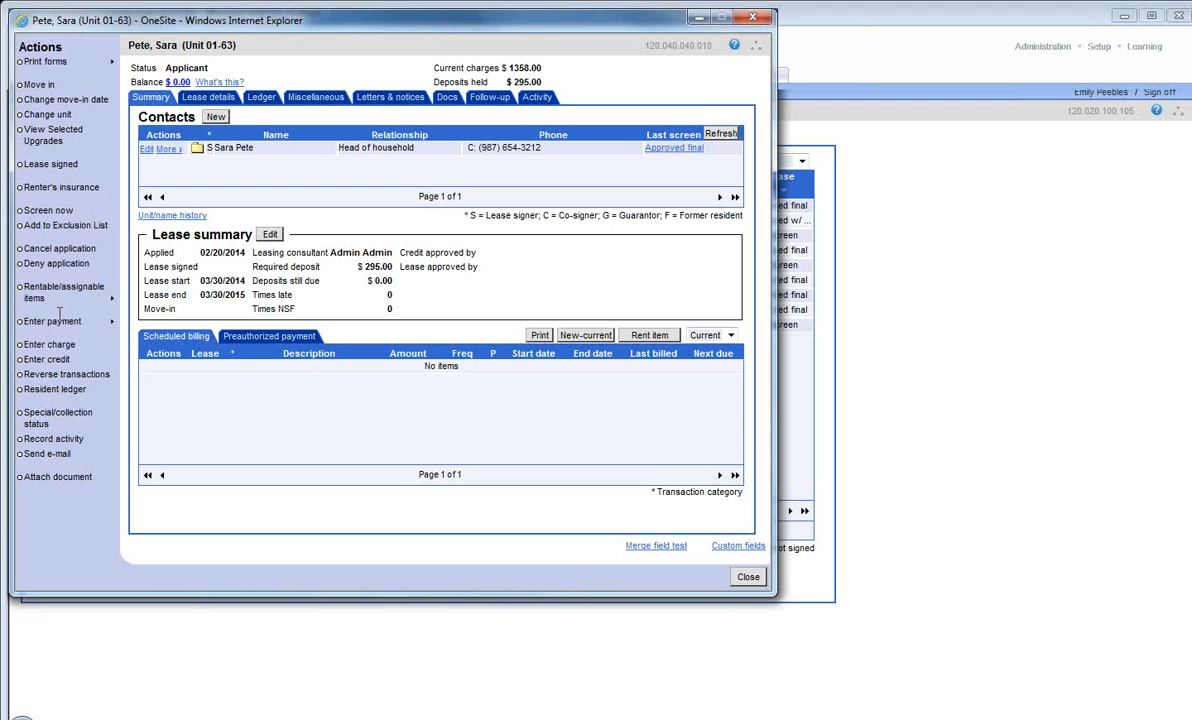 Pete, Sara (Unit 01-63) - OneSite - Windows Internet Explorer
Administration • Setup • Learning
Emily Peebles / Sign off
120.020.100.105
Actions
Print forms
Move in
Change move-in date
Change unit
View Selected
Upgrades
Lease signed
Renter's insurance
Screen now
Add to Exclusion List
Cancel application
Deny application
Rentable/assignable
items
Enter payment
Enter charge
Enter credit
Reverse transactions
Resident ledger
Special/collection
status
Record activity
Send e-mail
Attach document
Pete, Sara (Unit 01-63) 120.040.040.010
Status Applicant Current charges $ 1358.00
Balance $ 0.00 What's this? Deposits held $ 295.00
Summary Lease details Ledger Miscellaneous Letters & notices Docs Follow-up Activity
Contacts New
Actions * Name Relationship Phone Last screen Refresh
Edit More › S Sara Pete Head of household C: (987) 654-3212 Approved final
Page 1 of 1
Unit/name history * S = Lease signer; C = Co-signer; G = Guarantor; F = Former resident
Lease summary Edit
Applied 02/20/2014 Leasing consultant Admin Admin Credit approved by
Lease signed Required deposit $ 295.00 Lease approved by
Lease start 03/30/2014 Deposits still due $ 0.00
Lease end 03/30/2015 Times late 0
Move-in Times NSF 0
Scheduled billing Preauthorized payment Print New-current Rent item Current
Actions Lease * Description Amount Freq P Start date End date Last billed Next due
No items
Page 1 of 1
* Transaction category
Merge field test Custom fields
Close
ase
ed final
ed w/ ...
reen
ed final
reen
ed final
ed final
ed final
reen
ot signed